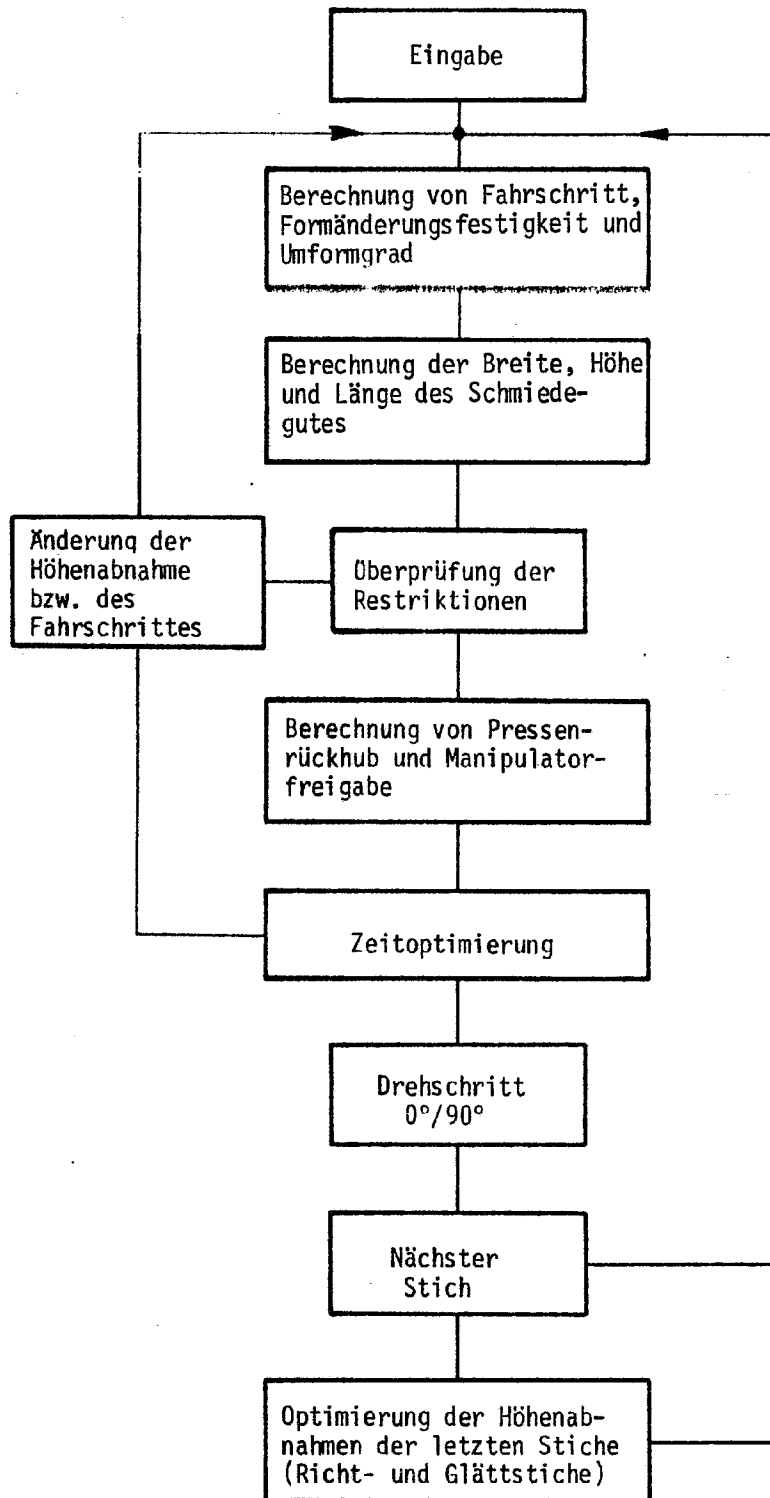 Eingabe
Berechnung von Fahrschritt,
Formänderungsfestigkeit und
Umformgrad
Berechnung der Breite, Höhe
und Länge des Schmiede-
gutes
Änderung der
Höhenabnahme
bzw. des
Fahrschrittes
Überprüfung der
Restriktionen
Berechnung von Pressen-
rückhub und Manipulator-
freigabe
Zeitoptimierung
Drehschritt
0°/90°
Nächster
Stich
Optimierung der Höhenab-
nahmen der letzten Stiche
(Richt- und Glättstiche)